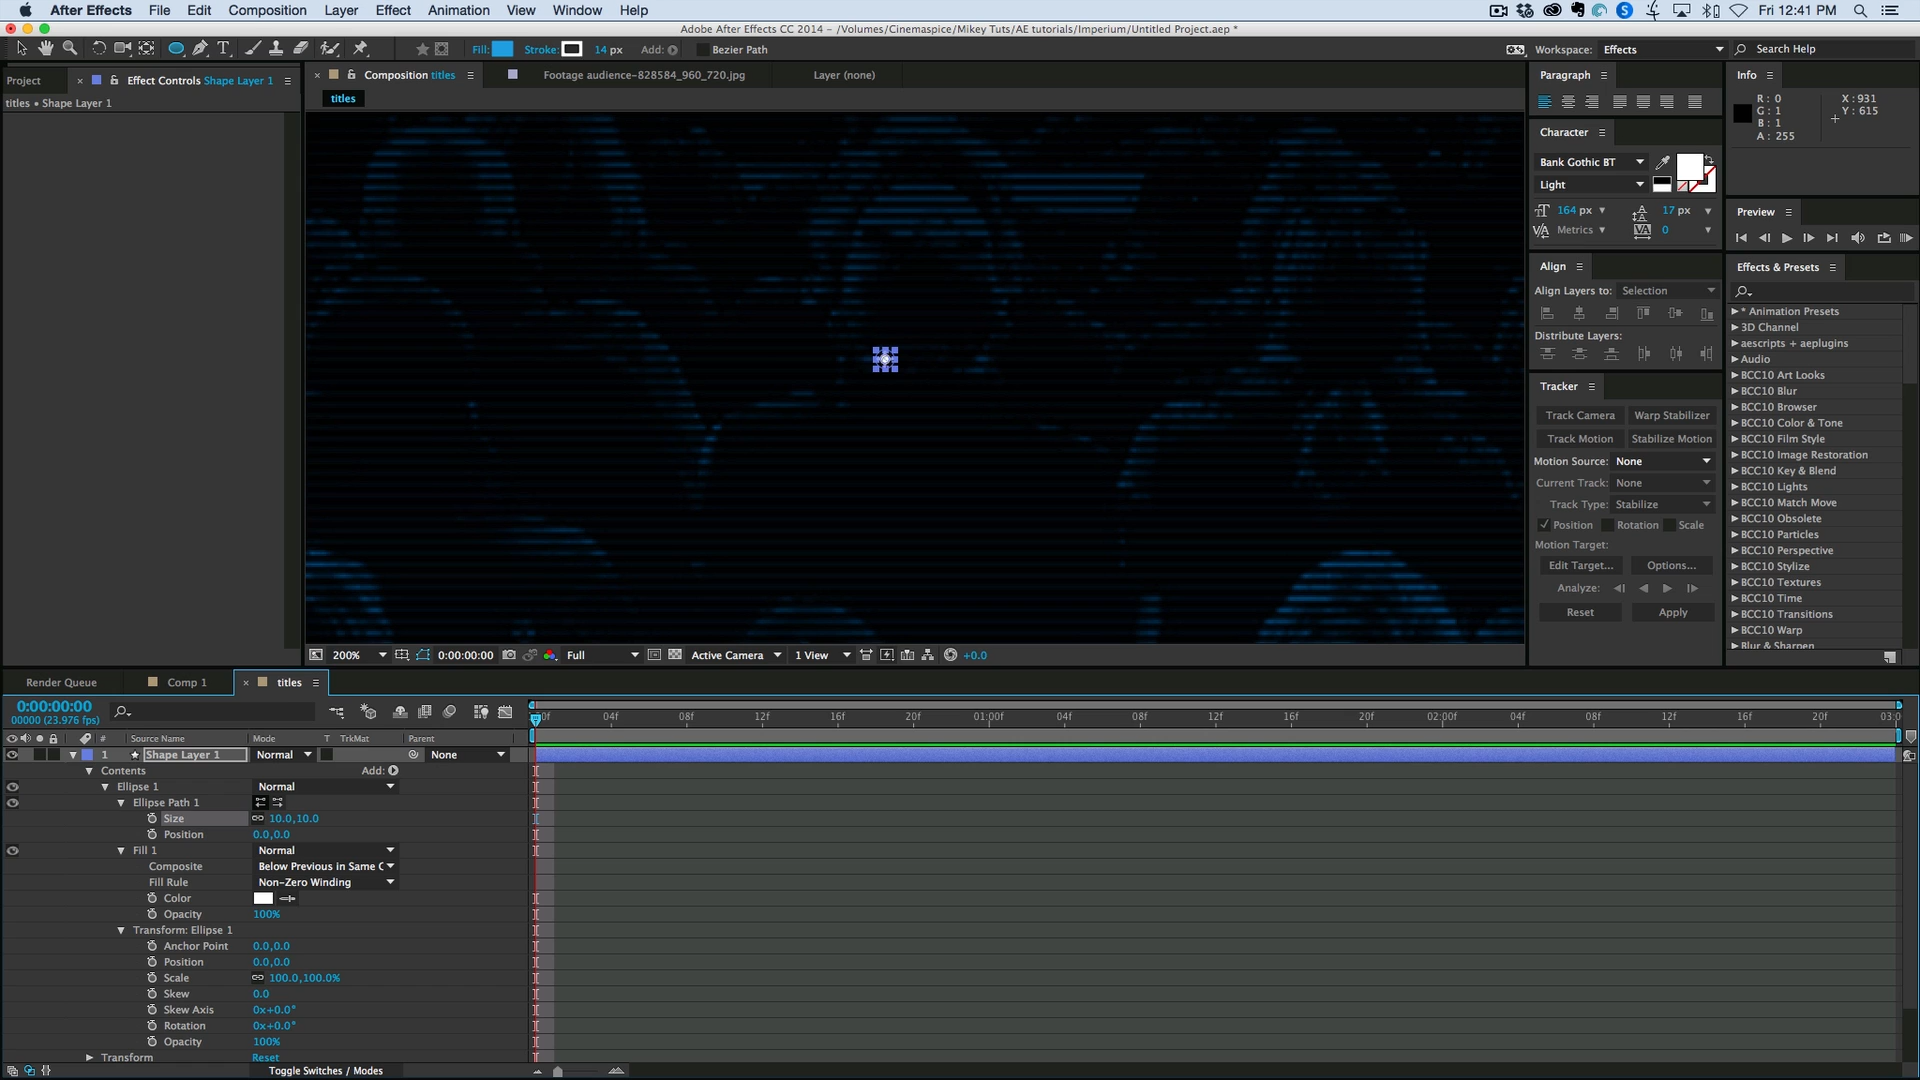 After Effects File Edit Composition Layer Effect Animation View Window Help Fri 12:41 PM
Adobe After Effects CC 2014 – /Volumes/Cinemaspice/Mikey Tuts/AE tutorials/Imperium/Untitled Project.aep *
Fill: Stroke: 14 px Add: Bezier Path Workspace: Effects Search Help
Project Effect Controls Shape Layer 1
titles • Shape Layer 1
Composition titles Footage audience-828584_960_720.jpg Layer (none)
titles
Paragraph
Character
Bank Gothic BT
Light
164 px 17 px
Metrics 0
Align
Align Layers to: Selection
Distribute Layers:
Tracker
Track Camera Warp Stabilizer
Track Motion Stabilize Motion
Motion Source: None
Current Track: None
Track Type: Stabilize
Position Rotation Scale
Motion Target:
Edit Target... Options...
Analyze:
Reset Apply
Info
R: 0 X: 931
G: 1 Y: 615
B: 1
A: 255
Preview
Effects & Presets
* Animation Presets
3D Channel
aescripts + aeplugins
Audio
BCC10 Art Looks
BCC10 Blur
BCC10 Browser
BCC10 Color & Tone
BCC10 Film Style
BCC10 Image Restoration
BCC10 Key & Blend
BCC10 Lights
BCC10 Match Move
BCC10 Obsolete
BCC10 Particles
BCC10 Perspective
BCC10 Stylize
BCC10 Textures
BCC10 Time
BCC10 Transitions
BCC10 Warp
Blur & Sharpen
200% 0:00:00:00 Full Active Camera 1 View +0.0
Render Queue Comp 1 titles
0:00:00:00
00000 (23.976 fps)
0f 04f 08f 12f 16f 20f 01:00f 04f 08f 12f 16f 20f 02:00f 04f 08f 12f 16f 20f 03:0
# Source Name Mode T TrkMat Parent
1 Shape Layer 1 Normal None
Contents Add:
Ellipse 1 Normal
Ellipse Path 1
Size 10.0,10.0
Position 0.0,0.0
Fill 1 Normal
Composite Below Previous in Same C
Fill Rule Non-Zero Winding
Color
Opacity 100%
Transform: Ellipse 1
Anchor Point 0.0,0.0
Position 0.0,0.0
Scale 100.0,100.0%
Skew 0.0
Skew Axis 0x+0.0°
Rotation 0x+0.0°
Opacity 100%
Transform Reset
Toggle Switches / Modes